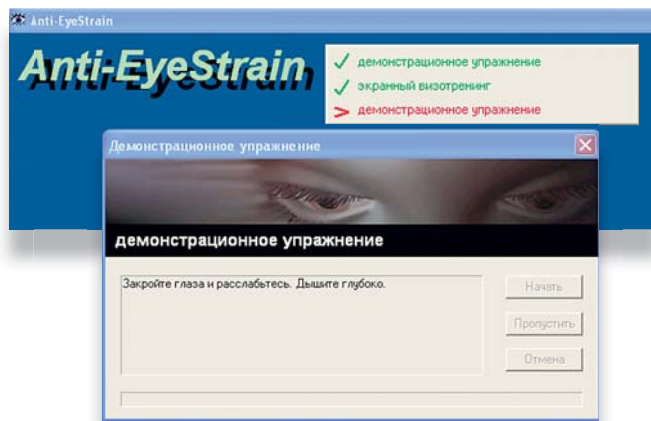 Anti-EyeStrain
Anti-EyeStrain
демонстрационное упражнение
экранный визотренинг
> демонстрационное упражнение
Демонстрационное упражнение
демонстрационное упражнение
Закройте глаза и расслабьтесь. Дышите глубоко.
Начать
Пропустить
Отмена